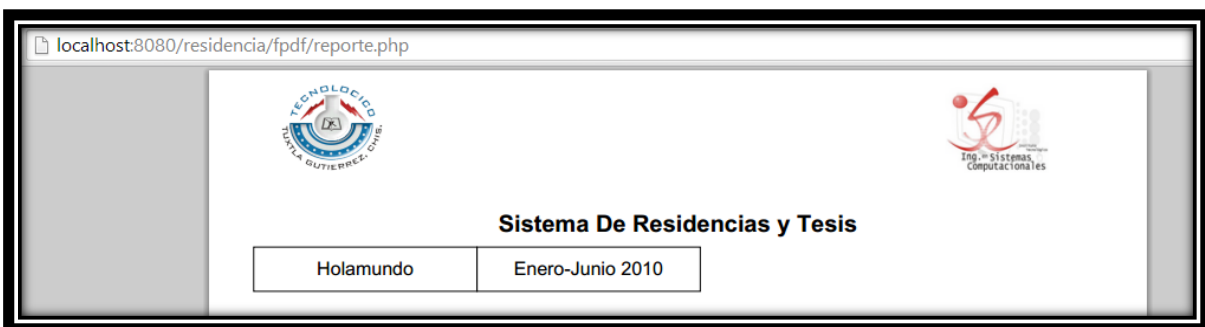 localhost:8080/residencia/fpdf/reporte.php
TECNOLOGICO
TUXTLA GUTIERREZ, CHIS.
Ing. en Sistemas
Computacionales
Sistema De Residencias y Tesis
Holamundo Enero-Junio 2010